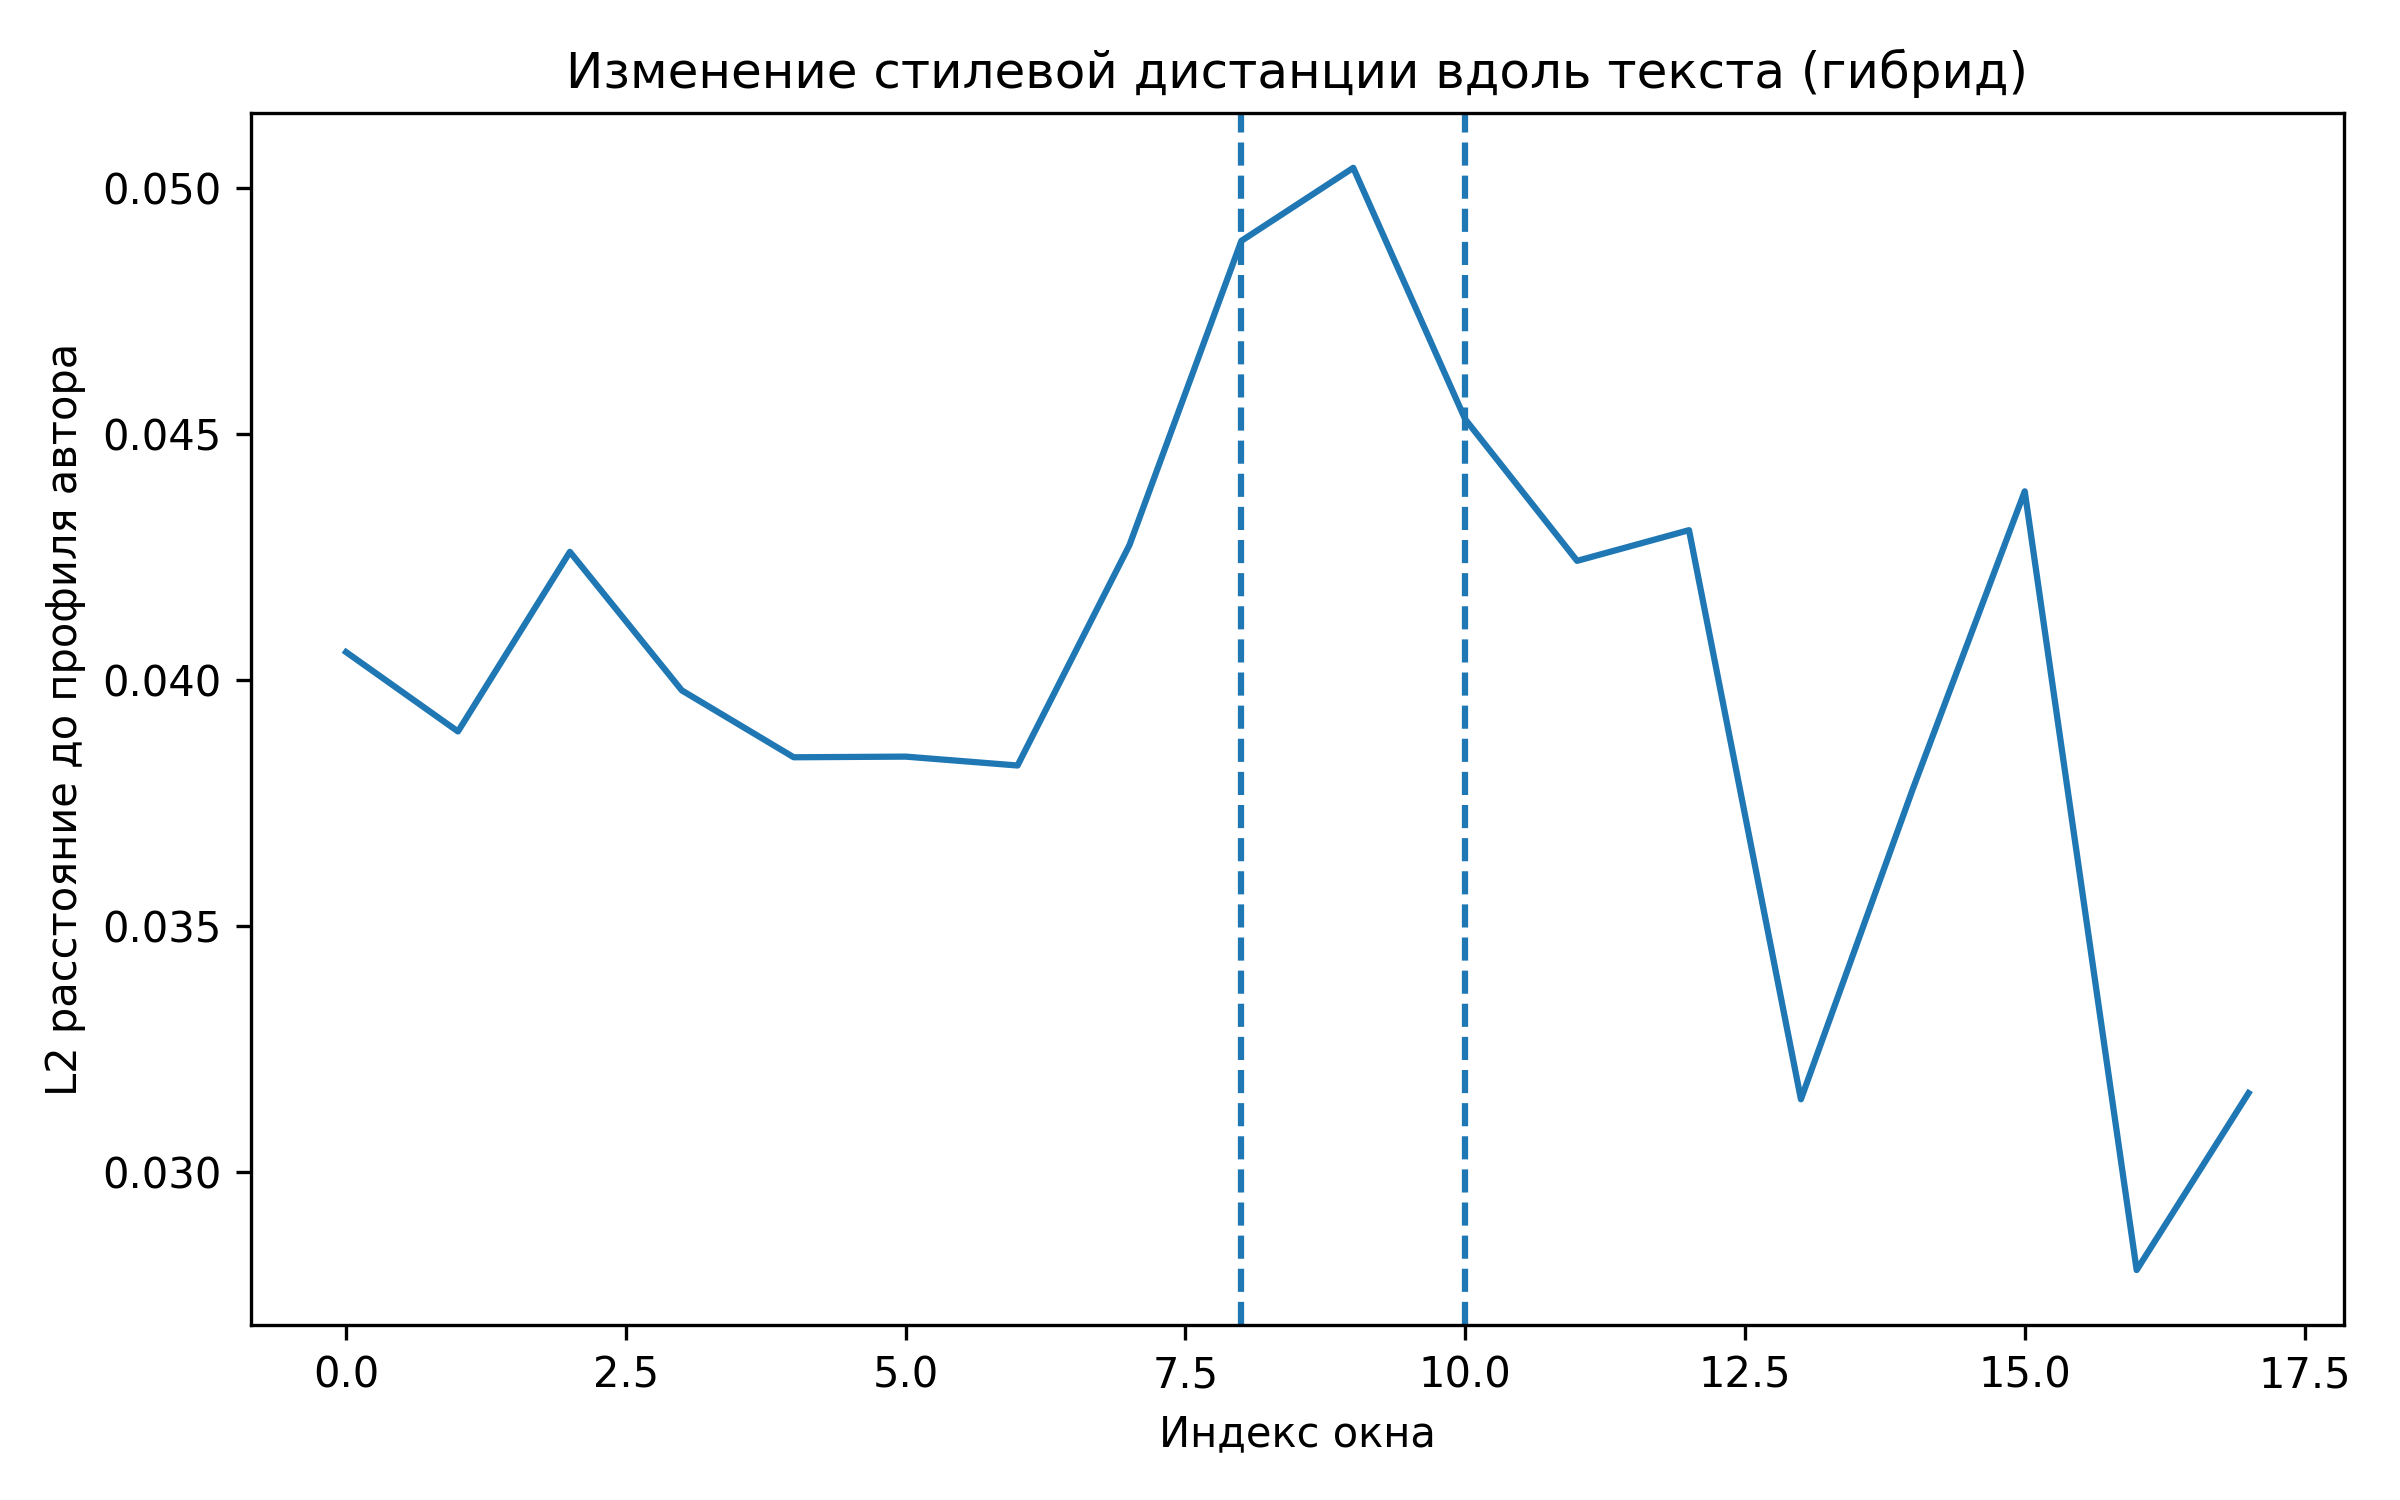 Изменение стилевой дистанции вдоль текста (гибрид)
L2 расстояние до профиля автора
0.050
0.045
0.040
0.035
0.030
0.0 2.5 5.0 7.5 10.0 12.5 15.0 17.5
Индекс окна